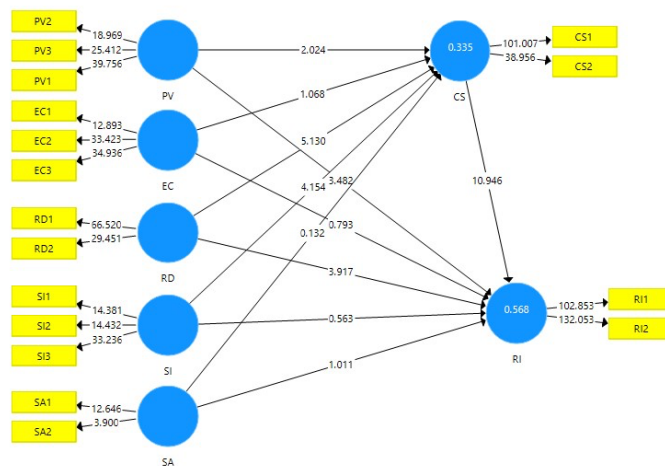 PV2
18.969
PV3
25.412
PV1
39.756
PV
2.024
0.335
CS
101.007
CS1
38.956
CS2
EC1
12.893
EC2
33.423
EC3
34.936
EC
1.068
5.130
3.482
4.154
10.946
RD1
66.520
RD2
29.451
RD
0.132
0.793
3.917
SI1
14.381
SI2
14.432
SI3
33.236
SI
0.563
0.568
RI
102.853
RI1
132.053
RI2
1.011
SA1
12.646
SA2
3.900
SA